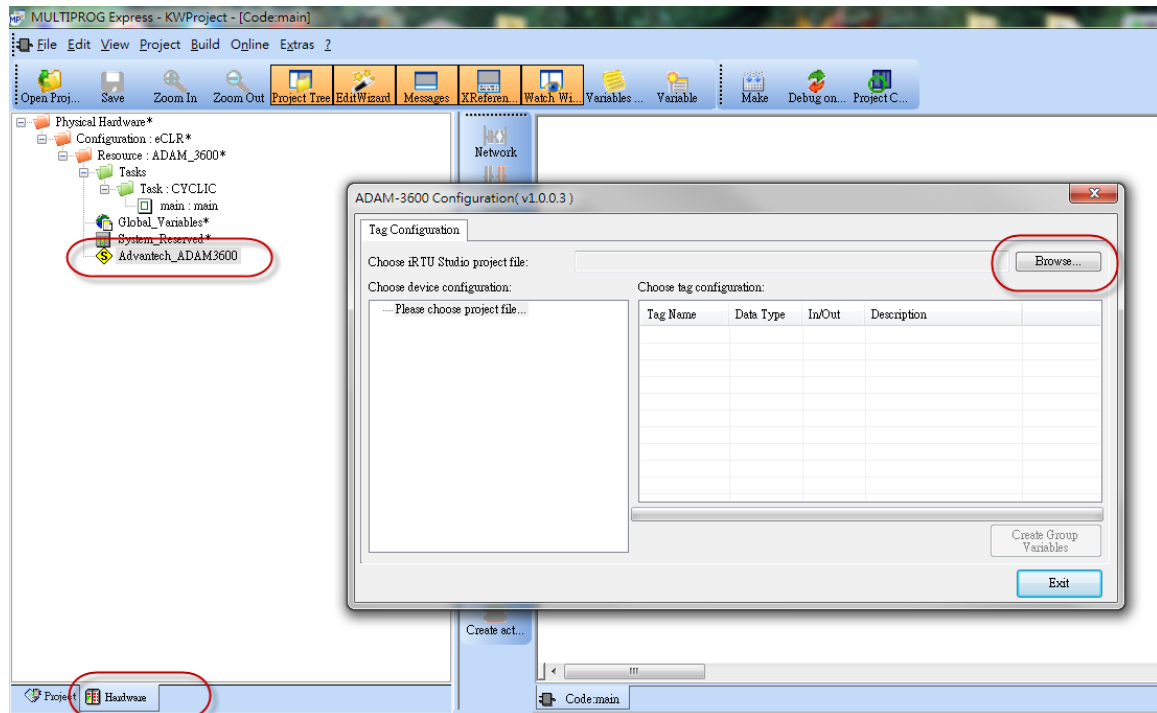 MULTIPROG Express - KWProject - [Code:main]
File Edit View Project Build Online Extras ?
Open Proj... Save Zoom In Zoom Out Project Tree EditWizard Messages XReferen... Watch Wi... Variables ... Variable Make Debug on... Project C...
Physical Hardware*
Configuration : eCLR*
Resource : ADAM_3600*
Tasks
Task : CYCLIC
main : main
Global_Variables*
System_Reserved*
Advantech_ADAM3600
Network
ADAM-3600 Configuration( v1.0.0.3 )
Tag Configuration
Choose iRTU Studio project file:
Browse...
Choose device configuration:
Choose tag configuration:
Please choose project file...
Tag Name Data Type In/Out Description
Create Group
Variables
Exit
Create act...
Project Hardware
Code:main